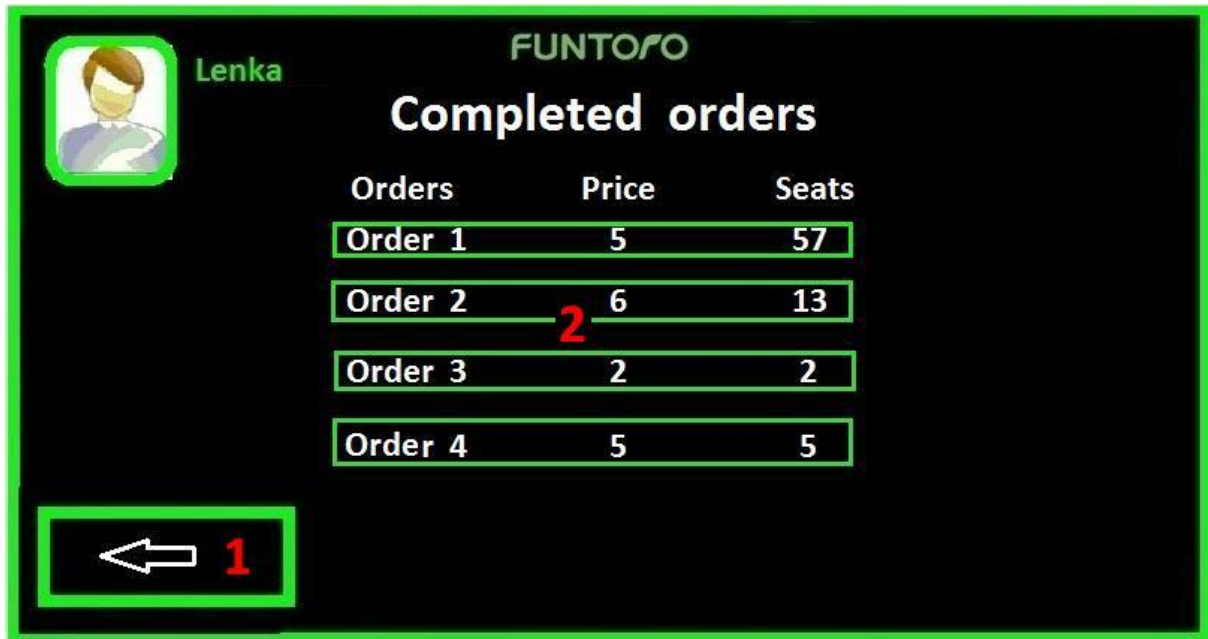 FUNTORO
Lenka
Completed orders
Orders Price Seats
Order 1 5 57
Order 2 6 13
2
Order 3 2 2
Order 4 5 5
1